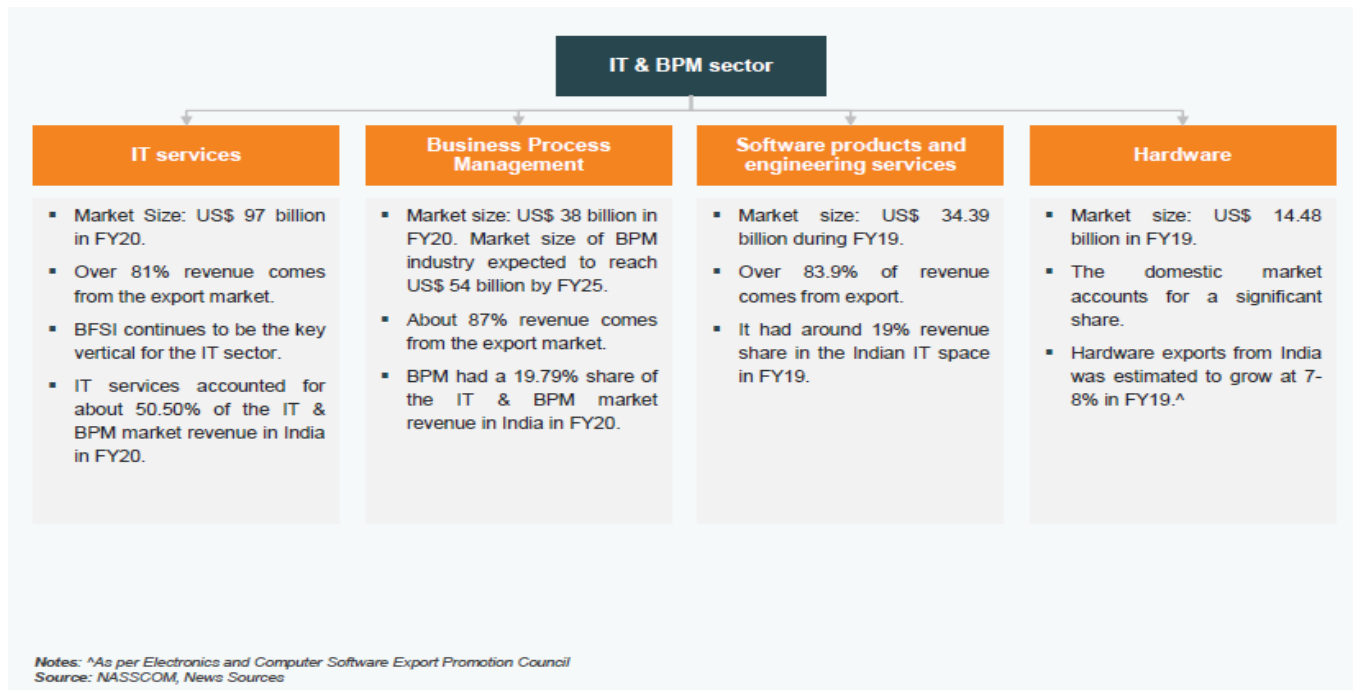 IT & BPM sector
IT services
Market Size: US$ 97 billion
in FY20.
Over 81% revenue comes
from the export market.
BFSI continues to be the key
vertical for the IT sector.
IT services accounted for
about 50.50% of the IT &
BPM market revenue in India
in FY20.
Business Process
Management
Market size: US$ 38 billion in
FY20. Market size of BPM
industry expected to reach
US$ 54 billion by FY25.
About 87% revenue comes
from the export market.
BPM had a 19.79% share of
the IT & BPM market
revenue in India in FY20.
Software products and
engineering services
Market size: US$ 34.39
billion during FY19.
Over 83.9% of revenue
comes from export.
It had around 19% revenue
share in the Indian IT space
in FY19.
Hardware
Market size: US$ 14.48
billion in FY19.
The domestic market
accounts for a significant
share.
Hardware exports from India
was estimated to grow at 7-
8% in FY19.^
Notes: ^As per Electronics and Computer Software Export Promotion Council
Source: NASSCOM, News Sources